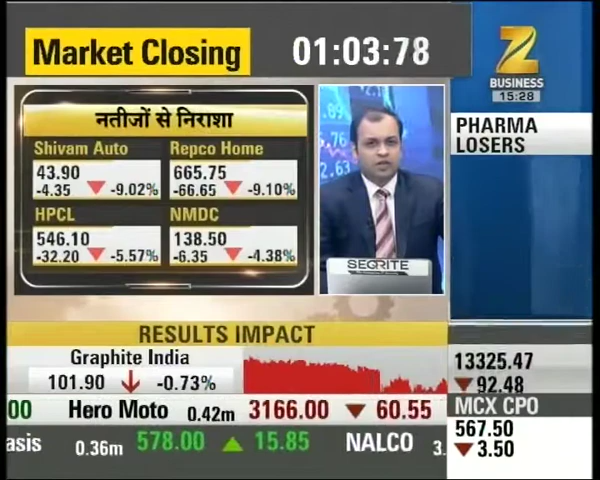 Market Closing 01:03:78
Z
BUSINESS
15:28
नतीजों से निराशा
Shivam Auto Repco Home
43.90 665.75
-4.35 -9.02% -66.65 -9.10%
HPCL NMDC
546.10 138.50
-32.20 -5.57% -6.35 -4.38%
SEQRITE
PHARMA
LOSERS
RESULTS IMPACT
Graphite India
101.90 -0.73%
13325.47
92.48
00 Hero Moto 0.42m 3166.00 60.55
MCX CPO
567.50
3.50
asis 0.36m 578.00 15.85 NALCO 3.